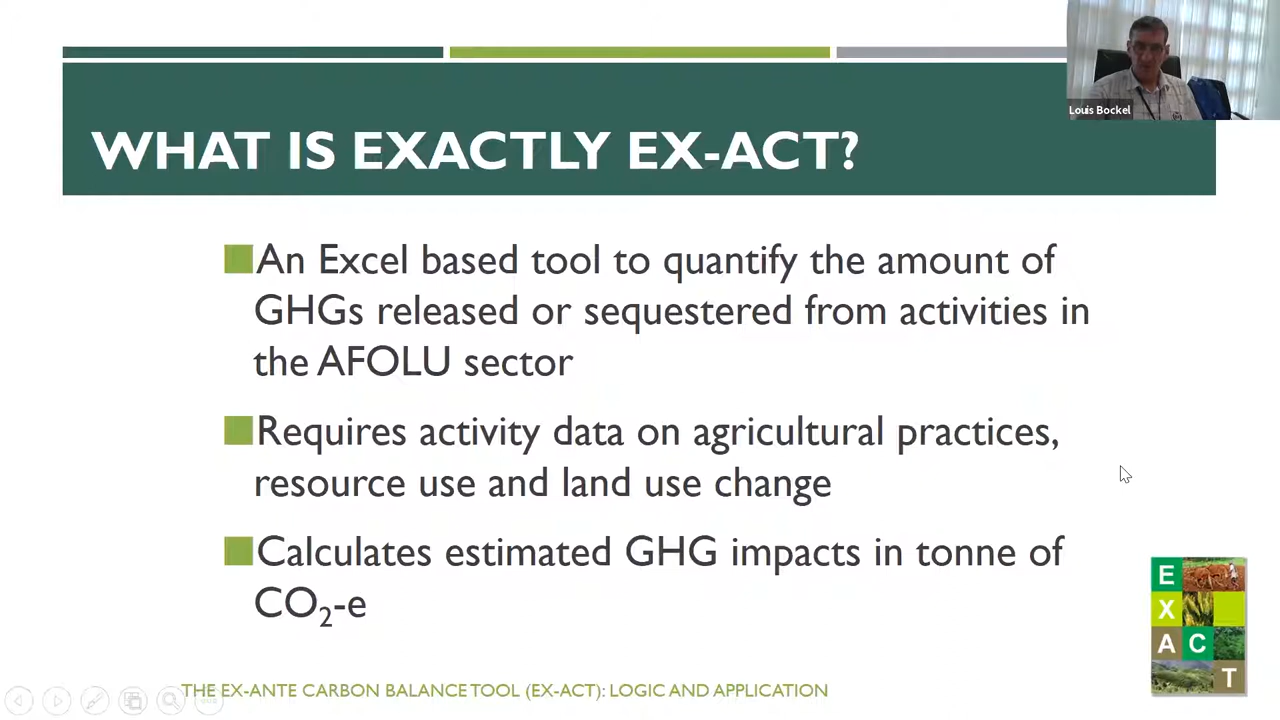 Louis Bockel
WHAT IS EXACTLY EX-ACT?
An Excel based tool to quantify the amount of
GHGs released or sequestered from activities in
the AFOLU sector
Requires activity data on agricultural practices,
resource use and land use change
Calculates estimated GHG impacts in tonne of
CO₂-e
E
X
A C
T
THE EX-ANTE CARBON BALANCE TOOL (EX-ACT): LOGIC AND APPLICATION